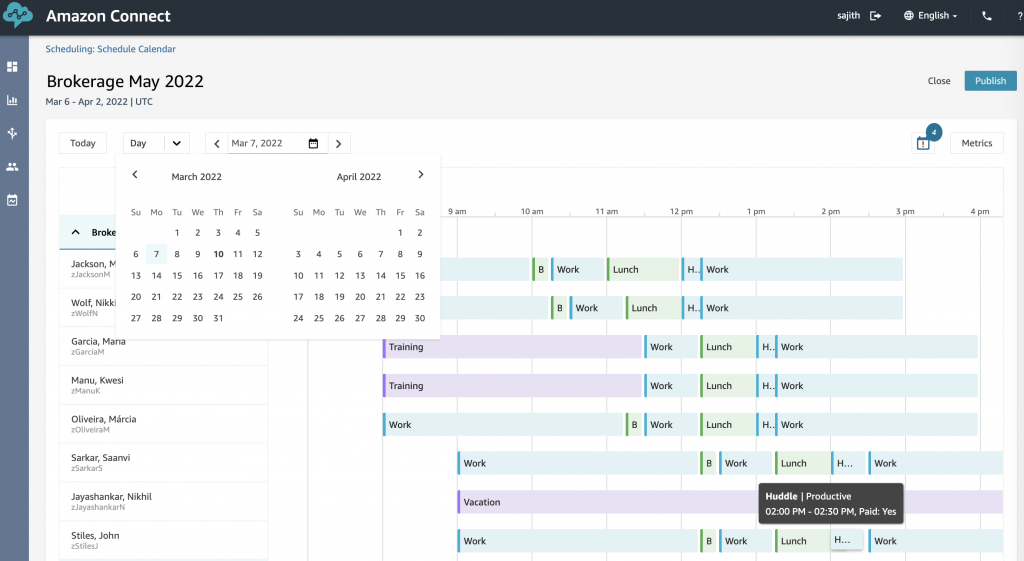 Amazon Connect
sajith
English
?
Scheduling: Schedule Calendar
Brokerage May 2022
Close
Publish
Mar 6 - Apr 2, 2022 | UTC
Today
Day
Mar 7, 2022
4
Metrics
March 2022
April 2022
Su Mo Tu We Th Fr Sa
Su Mo Tu We Th Fr Sa
1 2 3 4 5
1 2
6 7 8 9 10 11 12
3 4 5 6 7 8 9
13 14 15 16 17 18 19
10 11 12 13 14 15 16
20 21 22 23 24 25 26
17 18 19 20 21 22 23
27 28 29 30 31
24 25 26 27 28 29 30
9 am 10 am 11 am 12 pm 1 pm 2 pm 3 pm 4 pm
Broke
Jackson, M
zJacksonM
B Work Lunch H.. Work
Wolf, Nikki
zWolfN
B Work Lunch H.. Work
Garcia, Maria
zGarciaM
Training Work Lunch H.. Work
Manu, Kwesi
zManuK
Training Work Lunch H.. Work
Oliveira, Márcia
zOliveiraM
Work B Work Lunch H.. Work
Sarkar, Saanvi
zSarkarS
Work B Work Lunch H... Work
Jayashankar, Nikhil
zJayashankarN
Vacation
Huddle | Productive
02:00 PM - 02:30 PM, Paid: Yes
Stiles, John
zStilesJ
Work B Work Lunch H... Work